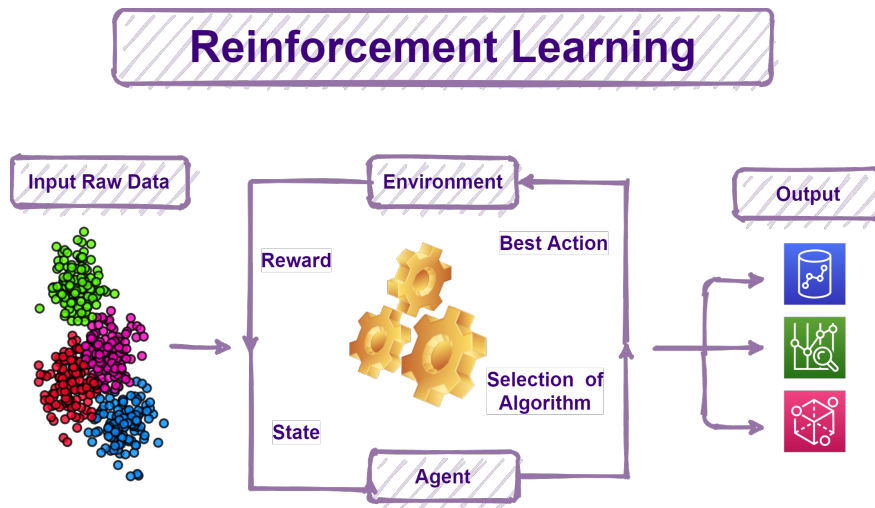 Reinforcement Learning
Input Raw Data
Environment
Output
Reward
Best Action
Selection of
Algorithm
State
Agent